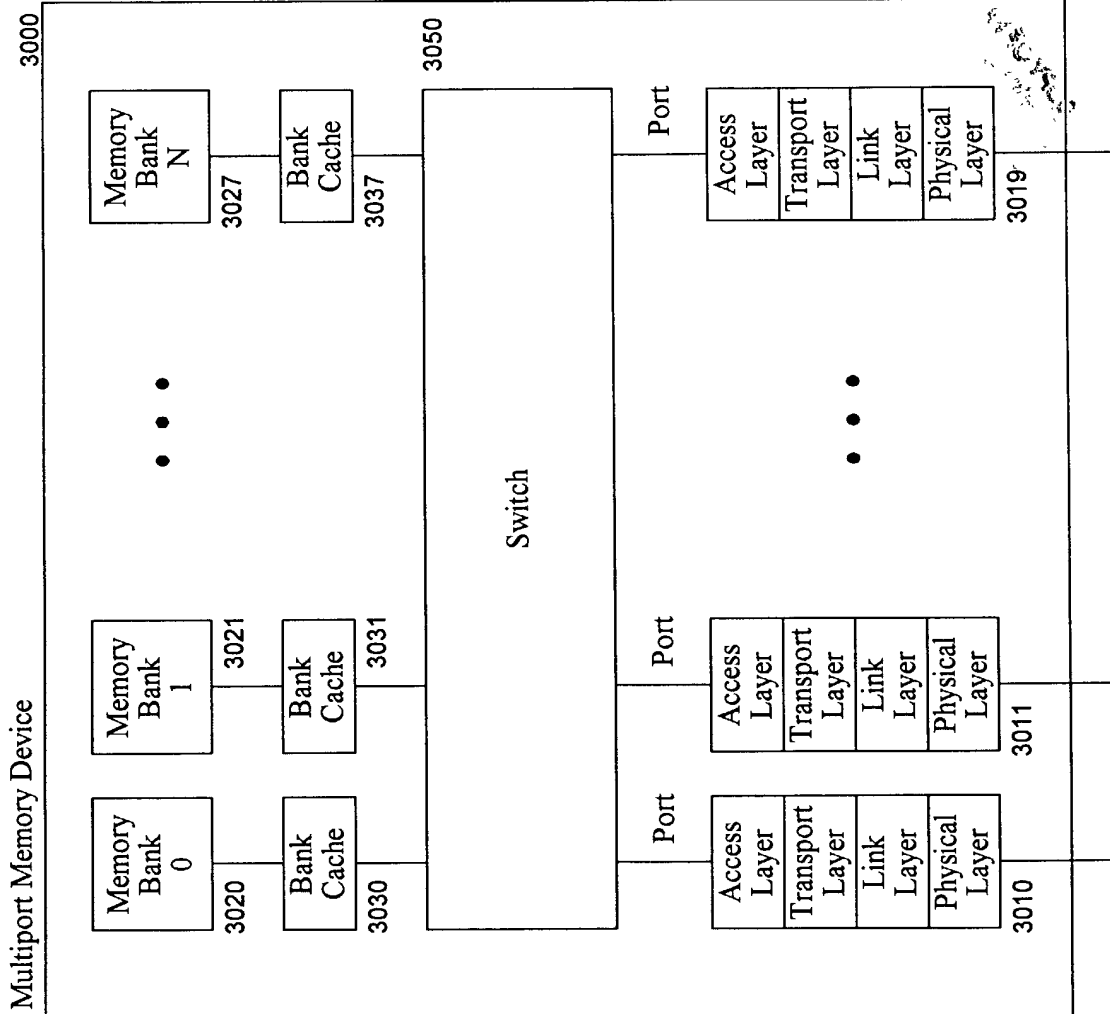 Multiport Memory Device
3000
Memory
Bank
0
3020
Memory
Bank
1
3021
Memory
Bank
N
3027
Bank
Cache
3030
Bank
Cache
3031
Bank
Cache
3037
3050
Switch
Port
Port
Port
Access
Layer
Transport
Layer
Link
Layer
Physical
Layer
3010
Access
Layer
Transport
Layer
Link
Layer
Physical
Layer
3011
Access
Layer
Transport
Layer
Link
Layer
Physical
Layer
3019